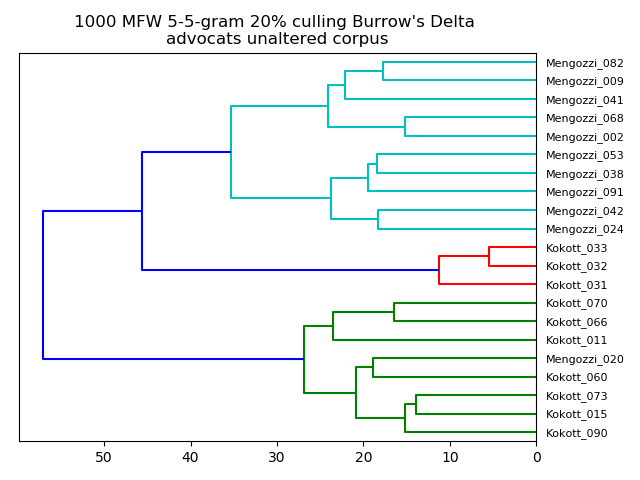 1000 MFW 5-5-gram 20% culling Burrow's Delta
advocats unaltered corpus
Mengozzi_082
Mengozzi_009
Mengozzi_041
Mengozzi_068
Mengozzi_002
Mengozzi_053
Mengozzi_038
Mengozzi_091
Mengozzi_042
Mengozzi_024
Kokott_033
Kokott_032
Kokott_031
Kokott_070
Kokott_066
Kokott_011
Mengozzi_020
Kokott_060
Kokott_073
Kokott_015
Kokott_090
50 40 30 20 10 0